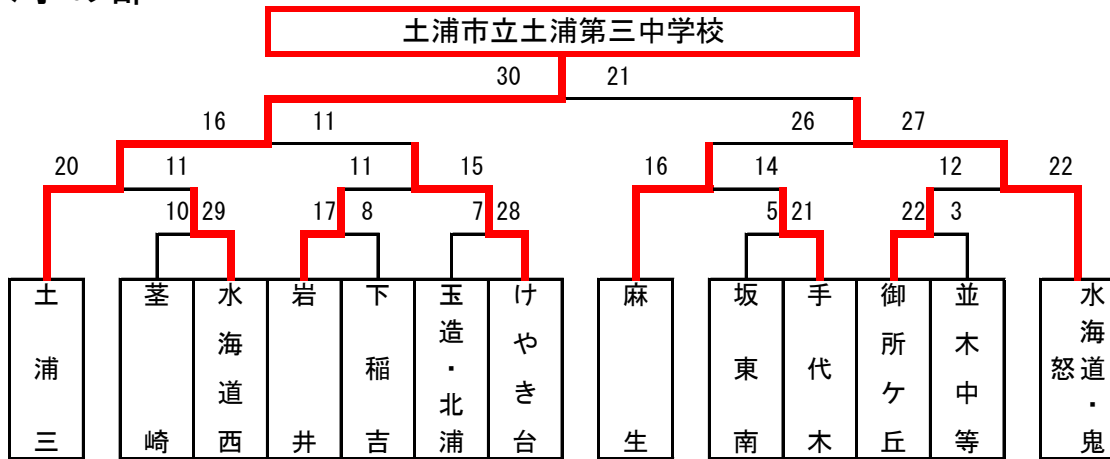 土浦市立土浦第三中学校
30 21
16 11 26 27
20 11 11 15 16 14 12 22
10 29 17 8 7 28 5 21 22 3
土浦三
茎崎
水海道西
岩井
下稲吉
玉造・北浦
けやき台
麻生
坂東南
手代木
御所ケ丘
並木中等
水海道・鬼怒